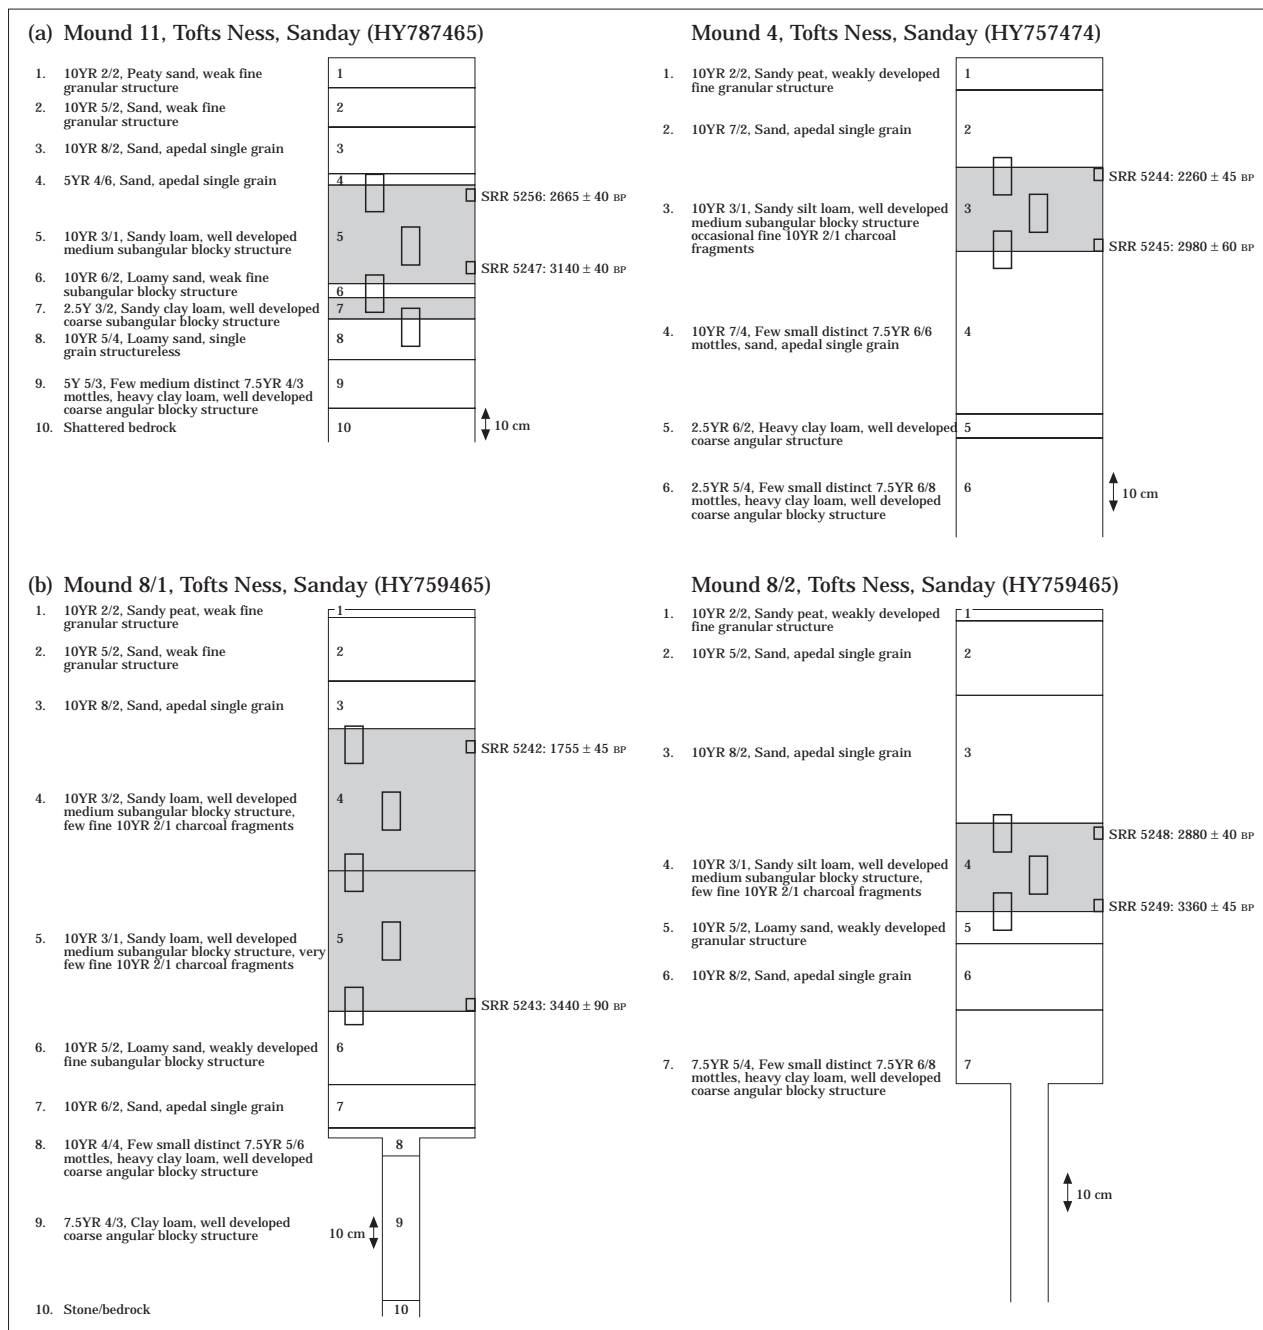 (a) Mound 11, Tofts Ness, Sanday (HY787465)
1. 10YR 2/2, Peaty sand, weak fine
granular structure
2. 10YR 5/2, Sand, weak fine
granular structure
3. 10YR 8/2, Sand, apedal single grain
4. 5YR 4/6, Sand, apedal single grain
5. 10YR 3/1, Sandy loam, well developed
medium subangular blocky structure
6. 10YR 6/2, Loamy sand, weak fine
subangular blocky structure
7. 2.5Y 3/2, Sandy clay loam, well developed
coarse subangular blocky structure
8. 10YR 5/4, Loamy sand, single
grain structureless
9. 5Y 5/3, Few medium distinct 7.5YR 4/3
mottles, heavy clay loam, well developed
coarse angular blocky structure
10. Shattered bedrock
1
2
3
4
5
6
7
8
9
10
SRR 5256: 2665 ± 40 BP
SRR 5247: 3140 ± 40 BP
10 cm
Mound 4, Tofts Ness, Sanday (HY757474)
1. 10YR 2/2, Sandy peat, weakly developed
fine granular structure
2. 10YR 7/2, Sand, apedal single grain
3. 10YR 3/1, Sandy silt loam, well developed
medium subangular blocky structure
occasional fine 10YR 2/1 charcoal
fragments
4. 10YR 7/4, Few small distinct 7.5YR 6/6
mottles, sand, apedal single grain
5. 2.5YR 6/2, Heavy clay loam, well developed
coarse angular structure
6. 2.5YR 5/4, Few small distinct 7.5YR 6/8
mottles, heavy clay loam, well developed
coarse angular blocky structure
1
2
3
4
5
6
SRR 5244: 2260 ± 45 BP
SRR 5245: 2980 ± 60 BP
10 cm
(b) Mound 8/1, Tofts Ness, Sanday (HY759465)
1. 10YR 2/2, Sandy peat, weak fine
granular structure
2. 10YR 5/2, Sand, weak fine
granular structure
3. 10YR 8/2, Sand, apedal single grain
4. 10YR 3/2, Sandy loam, well developed
medium subangular blocky structure,
few fine 10YR 2/1 charcoal fragments
5. 10YR 3/1, Sandy loam, well developed
medium subangular blocky structure, very
few fine 10YR 2/1 charcoal fragments
6. 10YR 5/2, Loamy sand, weakly developed
fine subangular blocky structure
7. 10YR 6/2, Sand, apedal single grain
8. 10YR 4/4, Few small distinct 7.5YR 5/6
mottles, heavy clay loam, well developed
coarse angular blocky structure
9. 7.5YR 4/3, Clay loam, well developed
coarse angular blocky structure
10. Stone/bedrock
1
2
3
4
5
6
7
8
9
10
SRR 5242: 1755 ± 45 BP
SRR 5243: 3440 ± 90 BP
10 cm
Mound 8/2, Tofts Ness, Sanday (HY759465)
1. 10YR 2/2, Sandy peat, weakly developed
fine granular structure
2. 10YR 5/2, Sand, apedal single grain
3. 10YR 8/2, Sand, apedal single grain
4. 10YR 3/1, Sandy silt loam, well developed
medium subangular blocky structure,
few fine 10YR 2/1 charcoal fragments
5. 10YR 5/2, Loamy sand, weakly developed
granular structure
6. 10YR 8/2, Sand, apedal single grain
7. 7.5YR 5/4, Few small distinct 7.5YR 6/8
mottles, heavy clay loam, well developed
coarse angular blocky structure
1
2
3
4
5
6
7
SRR 5248: 2880 ± 40 BP
SRR 5249: 3360 ± 45 BP
10 cm